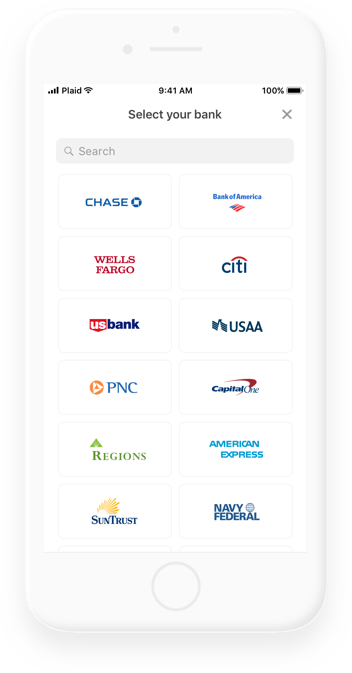 Plaid 9:41 AM 100%
Select your bank
Search
CHASE Bank of America
WELLS
FARGO
citi
usbank USAA
PNC Capital One
REGIONS
AMERICAN
EXPRESS
SUNTRUST
NAVY
FEDERAL